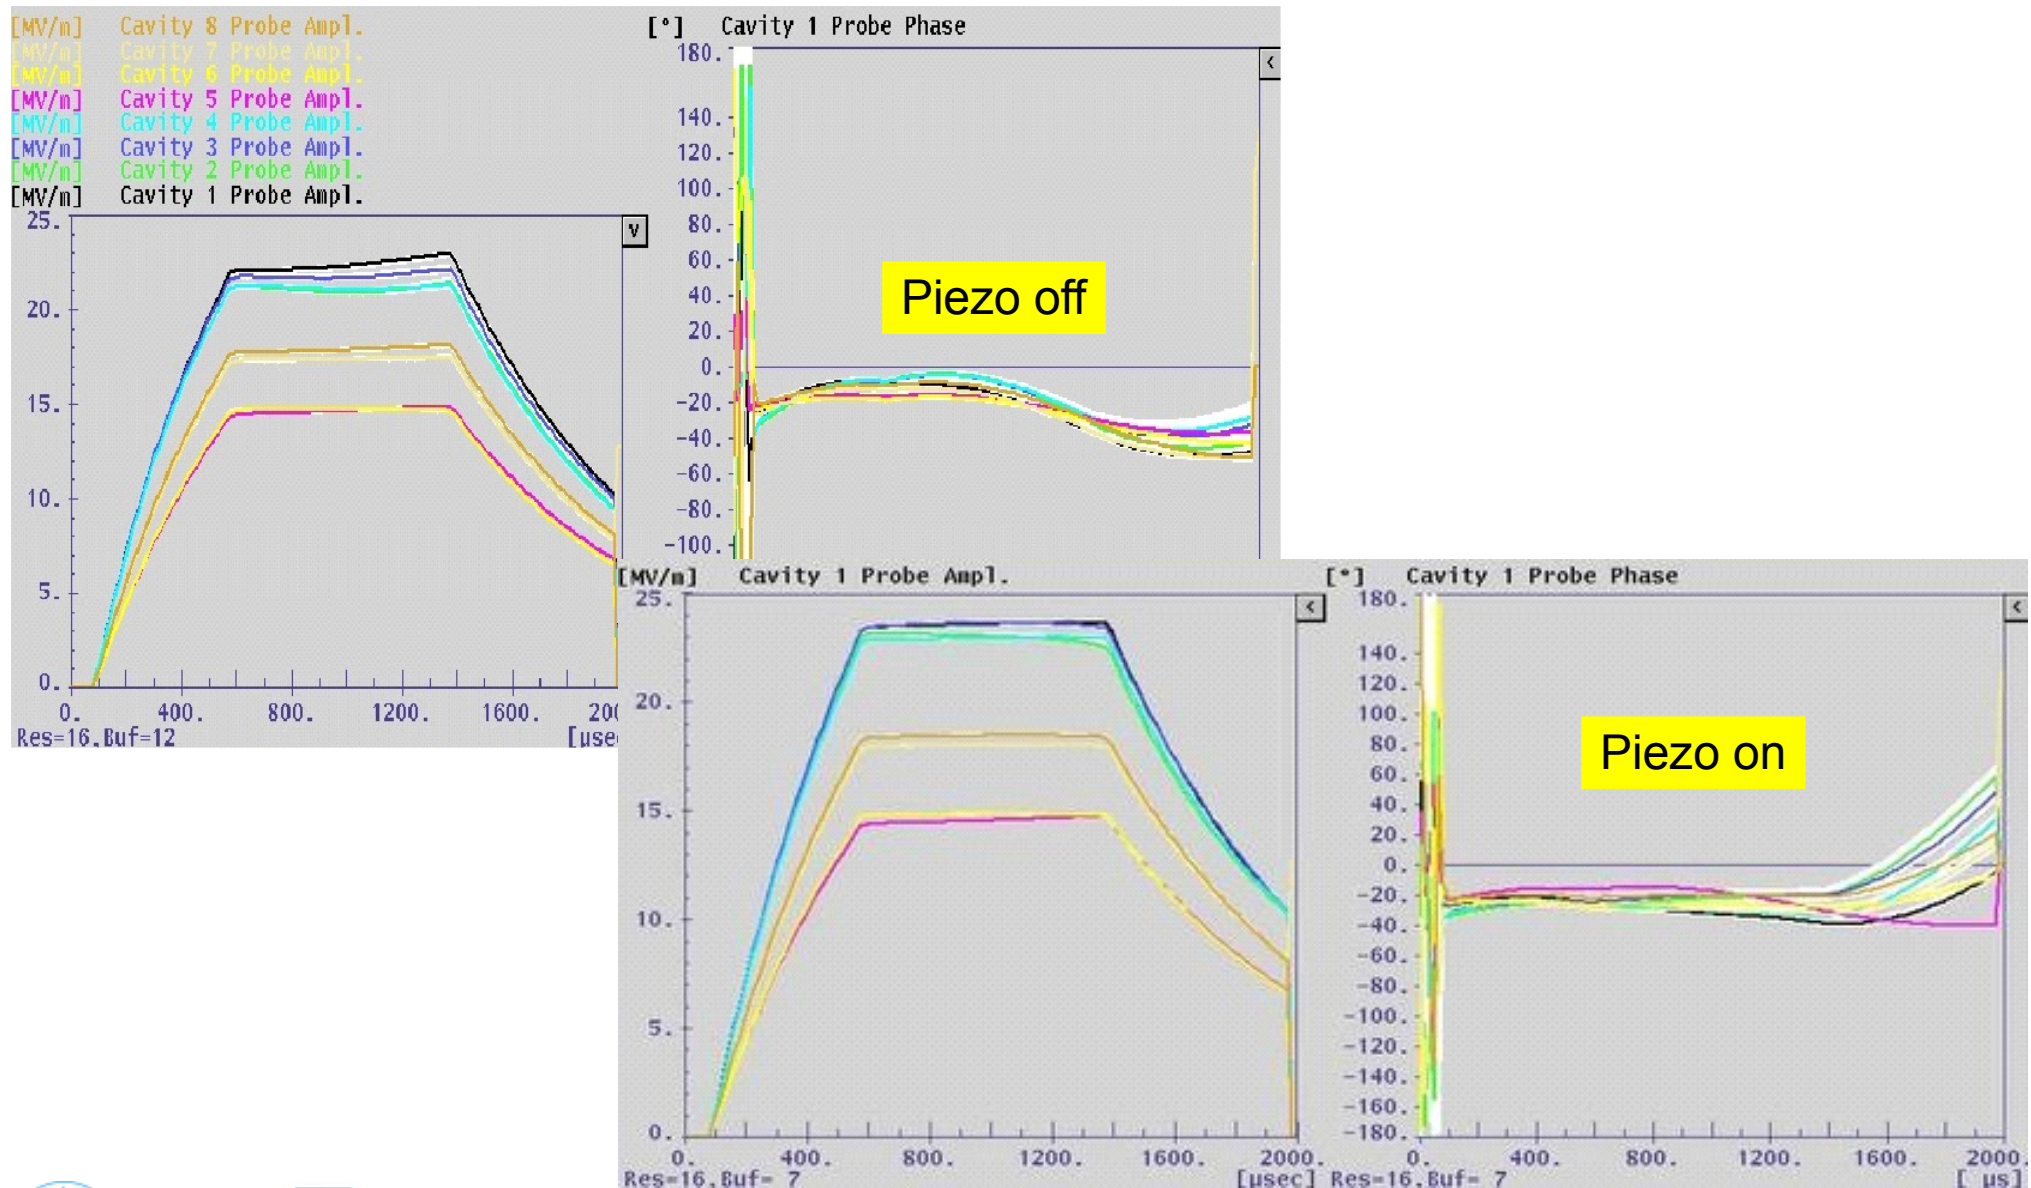 [MV/m] Cavity 8 Probe Ampl.
[MV/m] Cavity 7 Probe Ampl.
[MV/m] Cavity 6 Probe Ampl.
[MV/m] Cavity 5 Probe Ampl.
[MV/m] Cavity 4 Probe Ampl.
[MV/m] Cavity 3 Probe Ampl.
[MV/m] Cavity 2 Probe Ampl.
[MV/m] Cavity 1 Probe Ampl.
25.
20.
15.
10.
5.
0.
0. 400. 800. 1200. 1600. 200
Res=16,Buf=12 [use
V
[°] Cavity 1 Probe Phase
180.
140.
120.
100.
80.
60.
40.
20.
0.
-20.
-40.
-60.
-80.
-100.
<
Piezo off
[MV/m] Cavity 1 Probe Ampl.
25.
20.
15.
10.
5.
0.
0. 400. 800. 1200. 1600. 2000.
Res=16,Buf= 7 [usec]
<
[°] Cavity 1 Probe Phase
180.
140.
120.
100.
80.
60.
40.
20.
0.
-20.
-40.
-60.
-80.
-100.
-120.
-140.
-160.
-180.
0. 400. 800. 1200. 1600. 2000.
Res=16,Buf= 7 [ µs]
<
Piezo on